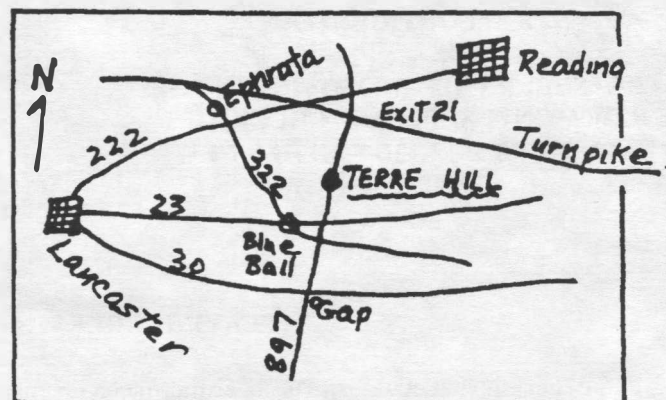 N
Ephrata
Reading
Exit 21
222
Turnpike
322
TERRE HILL
23
Blue
Ball
Lancaster
30
Gap
897